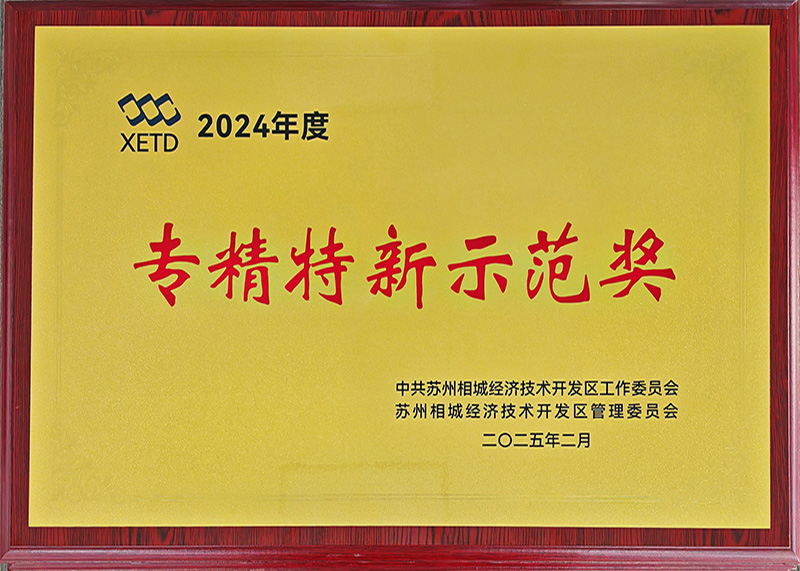 XETD
2024年度
专精特新示范奖
中共苏州相城经济技术开发区工作委员会
苏州相城经济技术开发区管理委员会
二〇二五年二月